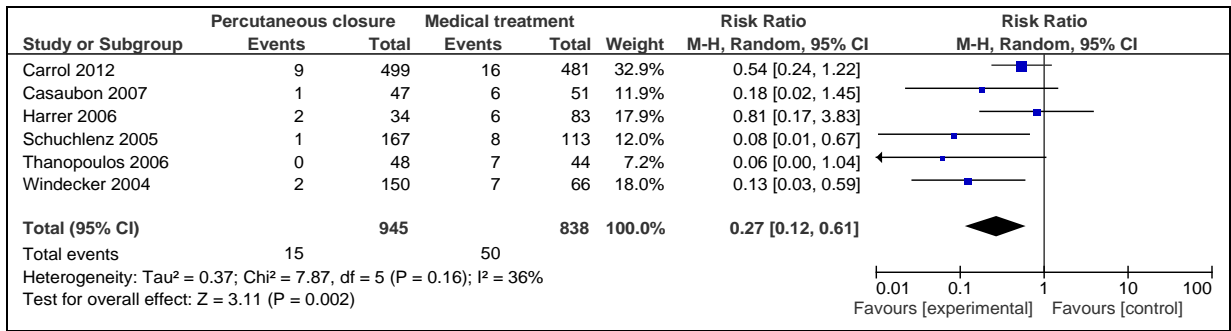 Percutaneous closure Medical treatment Risk Ratio Risk Ratio
Study or Subgroup Events Total Events Total Weight M-H, Random, 95% CI M-H, Random, 95% CI
Carrol 2012 9 499 16 481 32.9% 0.54 [0.24, 1.22]
Casaubon 2007 1 47 6 51 11.9% 0.18 [0.02, 1.45]
Harrer 2006 2 34 6 83 17.9% 0.81 [0.17, 3.83]
Schuchlenz 2005 1 167 8 113 12.0% 0.08 [0.01, 0.67]
Thanopoulos 2006 0 48 7 44 7.2% 0.06 [0.00, 1.04]
Windecker 2004 2 150 7 66 18.0% 0.13 [0.03, 0.59]
Total (95% CI) 945 838 100.0% 0.27 [0.12, 0.61]
Total events 15 50
Heterogeneity: Tau² = 0.37; Chi² = 7.87, df = 5 (P = 0.16); I² = 36%
Test for overall effect: Z = 3.11 (P = 0.002)
0.01 0.1 1 10 100
Favours [experimental] Favours [control]